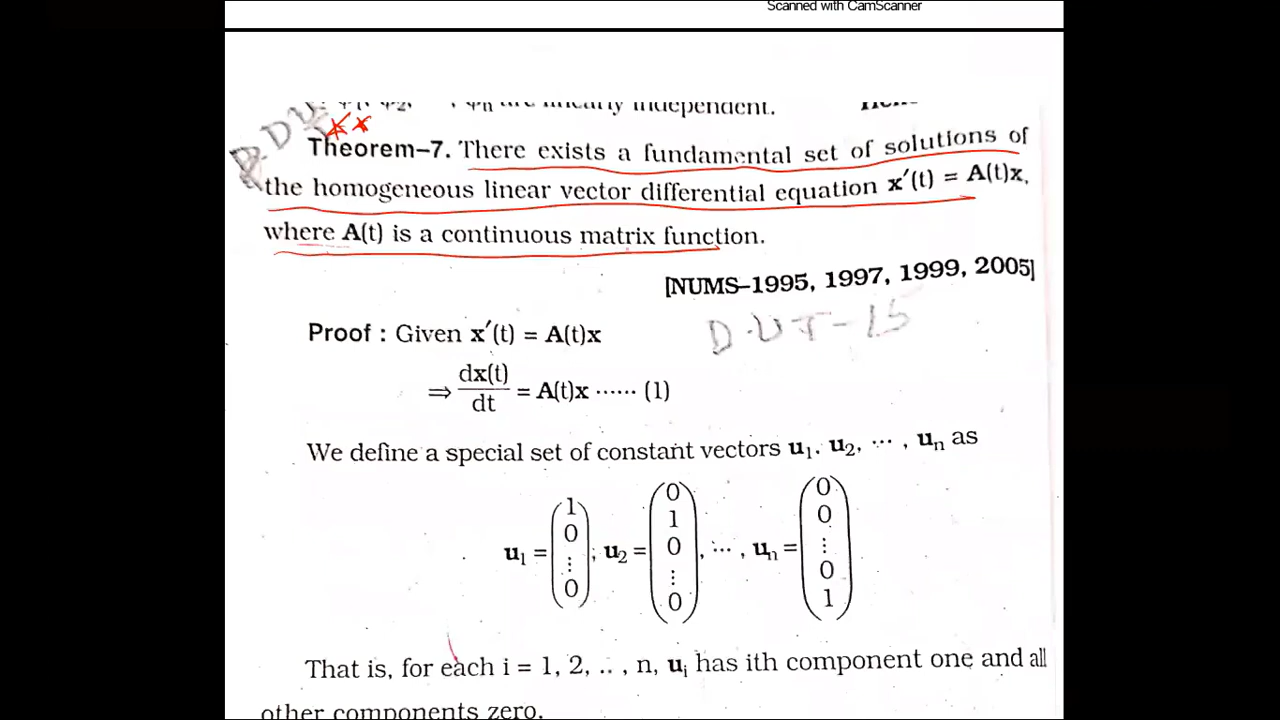 Scanned with CamScanner
linearly independent.
Theorem–7. There exists a fundamental set of solutions of
the homogeneous linear vector differential equation x′(t) = A(t)x,
where A(t) is a continuous matrix function.
[NUMS–1995, 1997, 1999, 2005]
Proof : Given x′(t) = A(t)x
D.U T-15
⇒ dx(t)/dt = A(t)x ...... (1)
We define a special set of constant vectors u₁. u₂, ⋯ , uₙ as
u₁ = (1 0 ⋮ 0); u₂ = (0 1 0 ⋮ 0), ⋯ , uₙ = (0 0 ⋮ 0 1)
That is, for each i = 1, 2, .. , n, uᵢ has ith component one and all
other components zero.